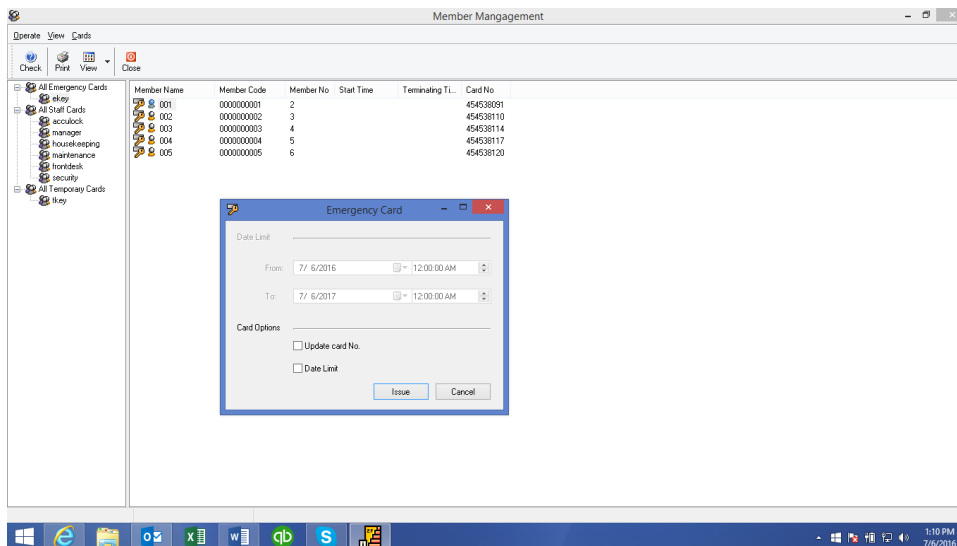 Member Mangagement
Operate View Cards
Check Print View Close
All Emergency Cards
ekey
All Staff Cards
acculock
manager
housekeeping
maintenance
frontdesk
security
All Temporary Cards
tkey
Member Name Member Code Member No Start Time Terminating Ti... Card No
001 0000000001 2 454538091
002 0000000002 3 454538110
003 0000000003 4 454538114
004 0000000004 5 454538117
005 0000000005 6 454538120
Emergency Card
Date Limit
From: 7/ 6/2016 12:00:00 AM
To: 7/ 6/2017 12:00:00 AM
Card Options
Update card No.
Date Limit
Issue Cancel
1:10 PM
7/6/2016